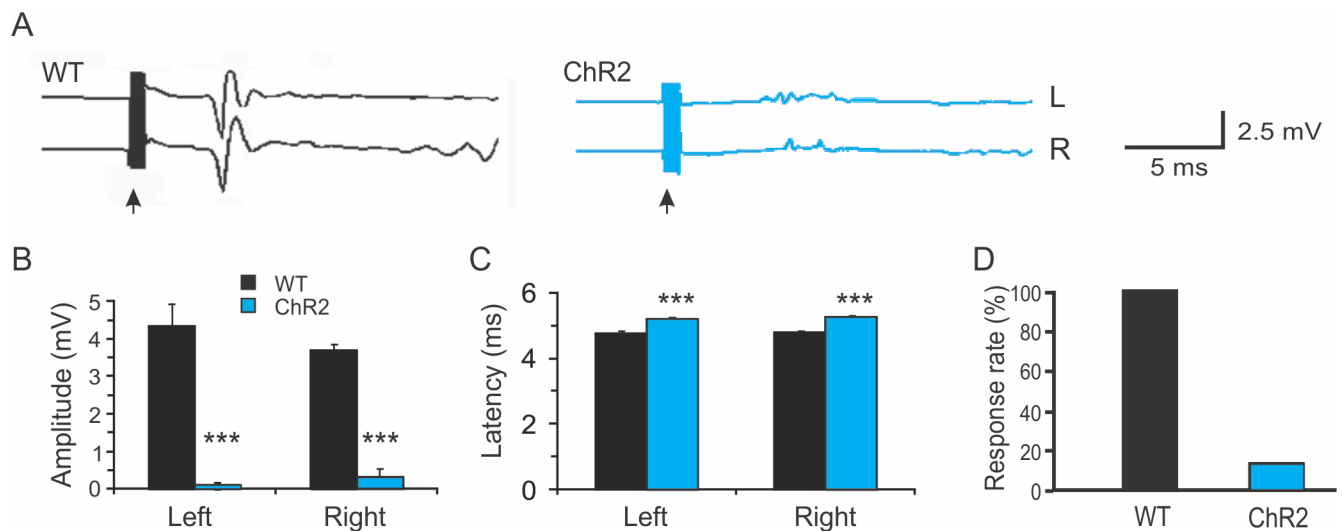 A
WT
ChR2
L
R
2.5 mV
5 ms
B
WT
ChR2
Amplitude (mV)
5
4
3
2
1
0
***
***
Left
Right
C
Latency (ms)
6
4
2
0
***
***
Left
Right
D
Response rate (%)
100
80
60
40
20
0
WT
ChR2